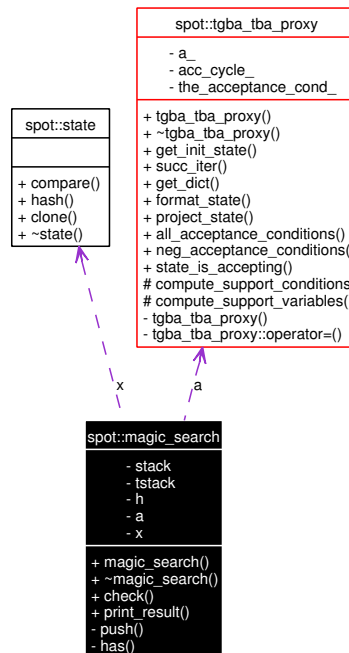 spot::tgba_tba_proxy
- a_
- acc_cycle_
- the_acceptance_cond_
+ tgba_tba_proxy()
+ ~tgba_tba_proxy()
+ get_init_state()
+ succ_iter()
+ get_dict()
+ format_state()
+ project_state()
+ all_acceptance_conditions()
+ neg_acceptance_conditions()
+ state_is_accepting()
# compute_support_conditions
# compute_support_variables()
- tgba_tba_proxy()
- tgba_tba_proxy::operator=()
spot::state
+ compare()
+ hash()
+ clone()
+ ~state()
x
a
spot::magic_search
- stack
- tstack
- h
- a
- x
+ magic_search()
+ ~magic_search()
+ check()
+ print_result()
- push()
- has()